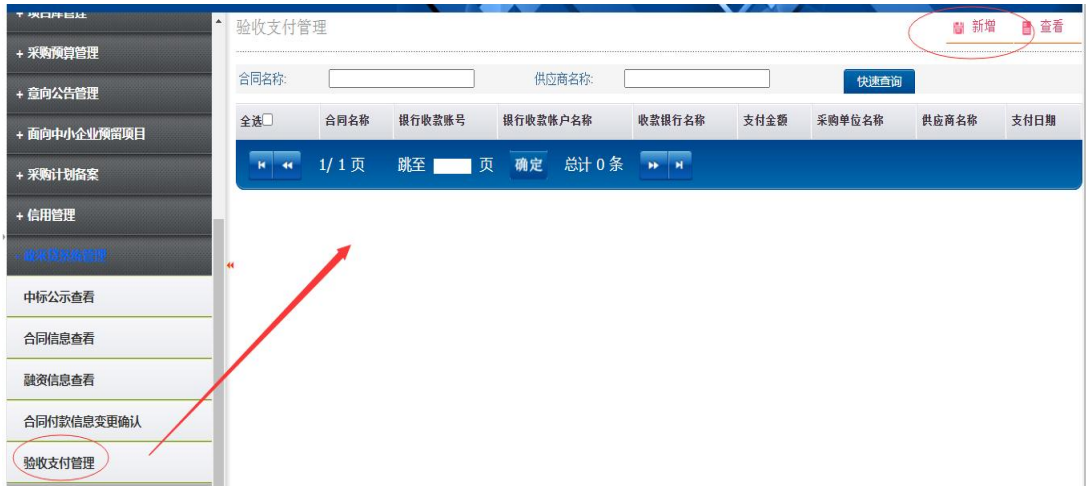 验收支付管理
新增
查看
+ 采购预算管理
合同名称:
供应商名称:
快速查询
+ 意向公告管理
全选
合同名称
银行收款账号
银行收款帐户名称
收款银行名称
支付金额
采购单位名称
供应商名称
支付日期
+ 面向中小企业预留项目
1/ 1 页
跳至
页
确定
总计 0 条
+ 采购计划备案
+ 信用管理
中标公示查看
合同信息查看
融资信息查看
合同付款信息变更确认
验收支付管理